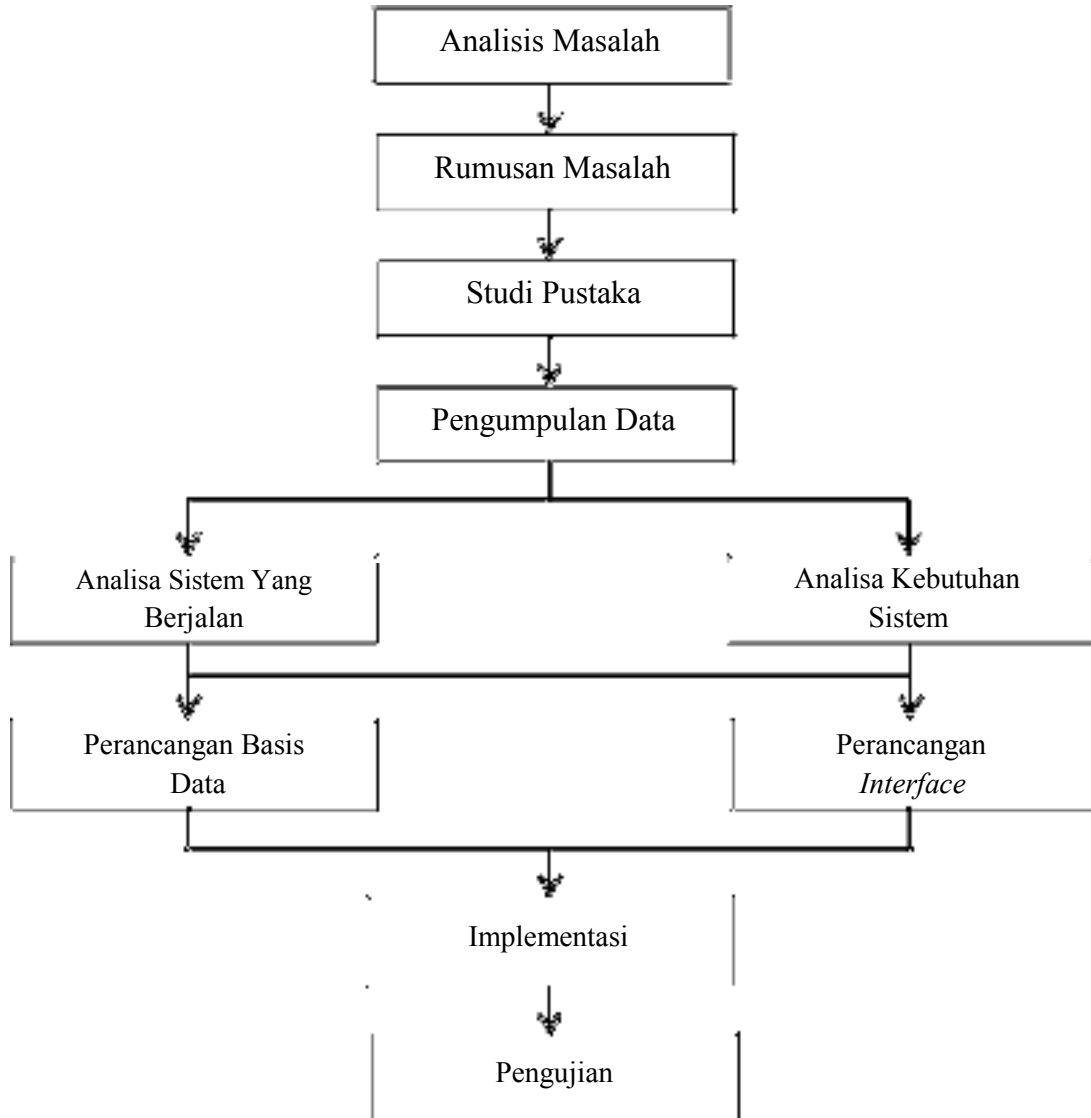 Analisis Masalah
Rumusan Masalah
Studi Pustaka
Pengumpulan Data
Analisa Sistem Yang
Berjalan
Analisa Kebutuhan
Sistem
Perancangan Basis
Data
Perancangan
Interface
Implementasi
Pengujian